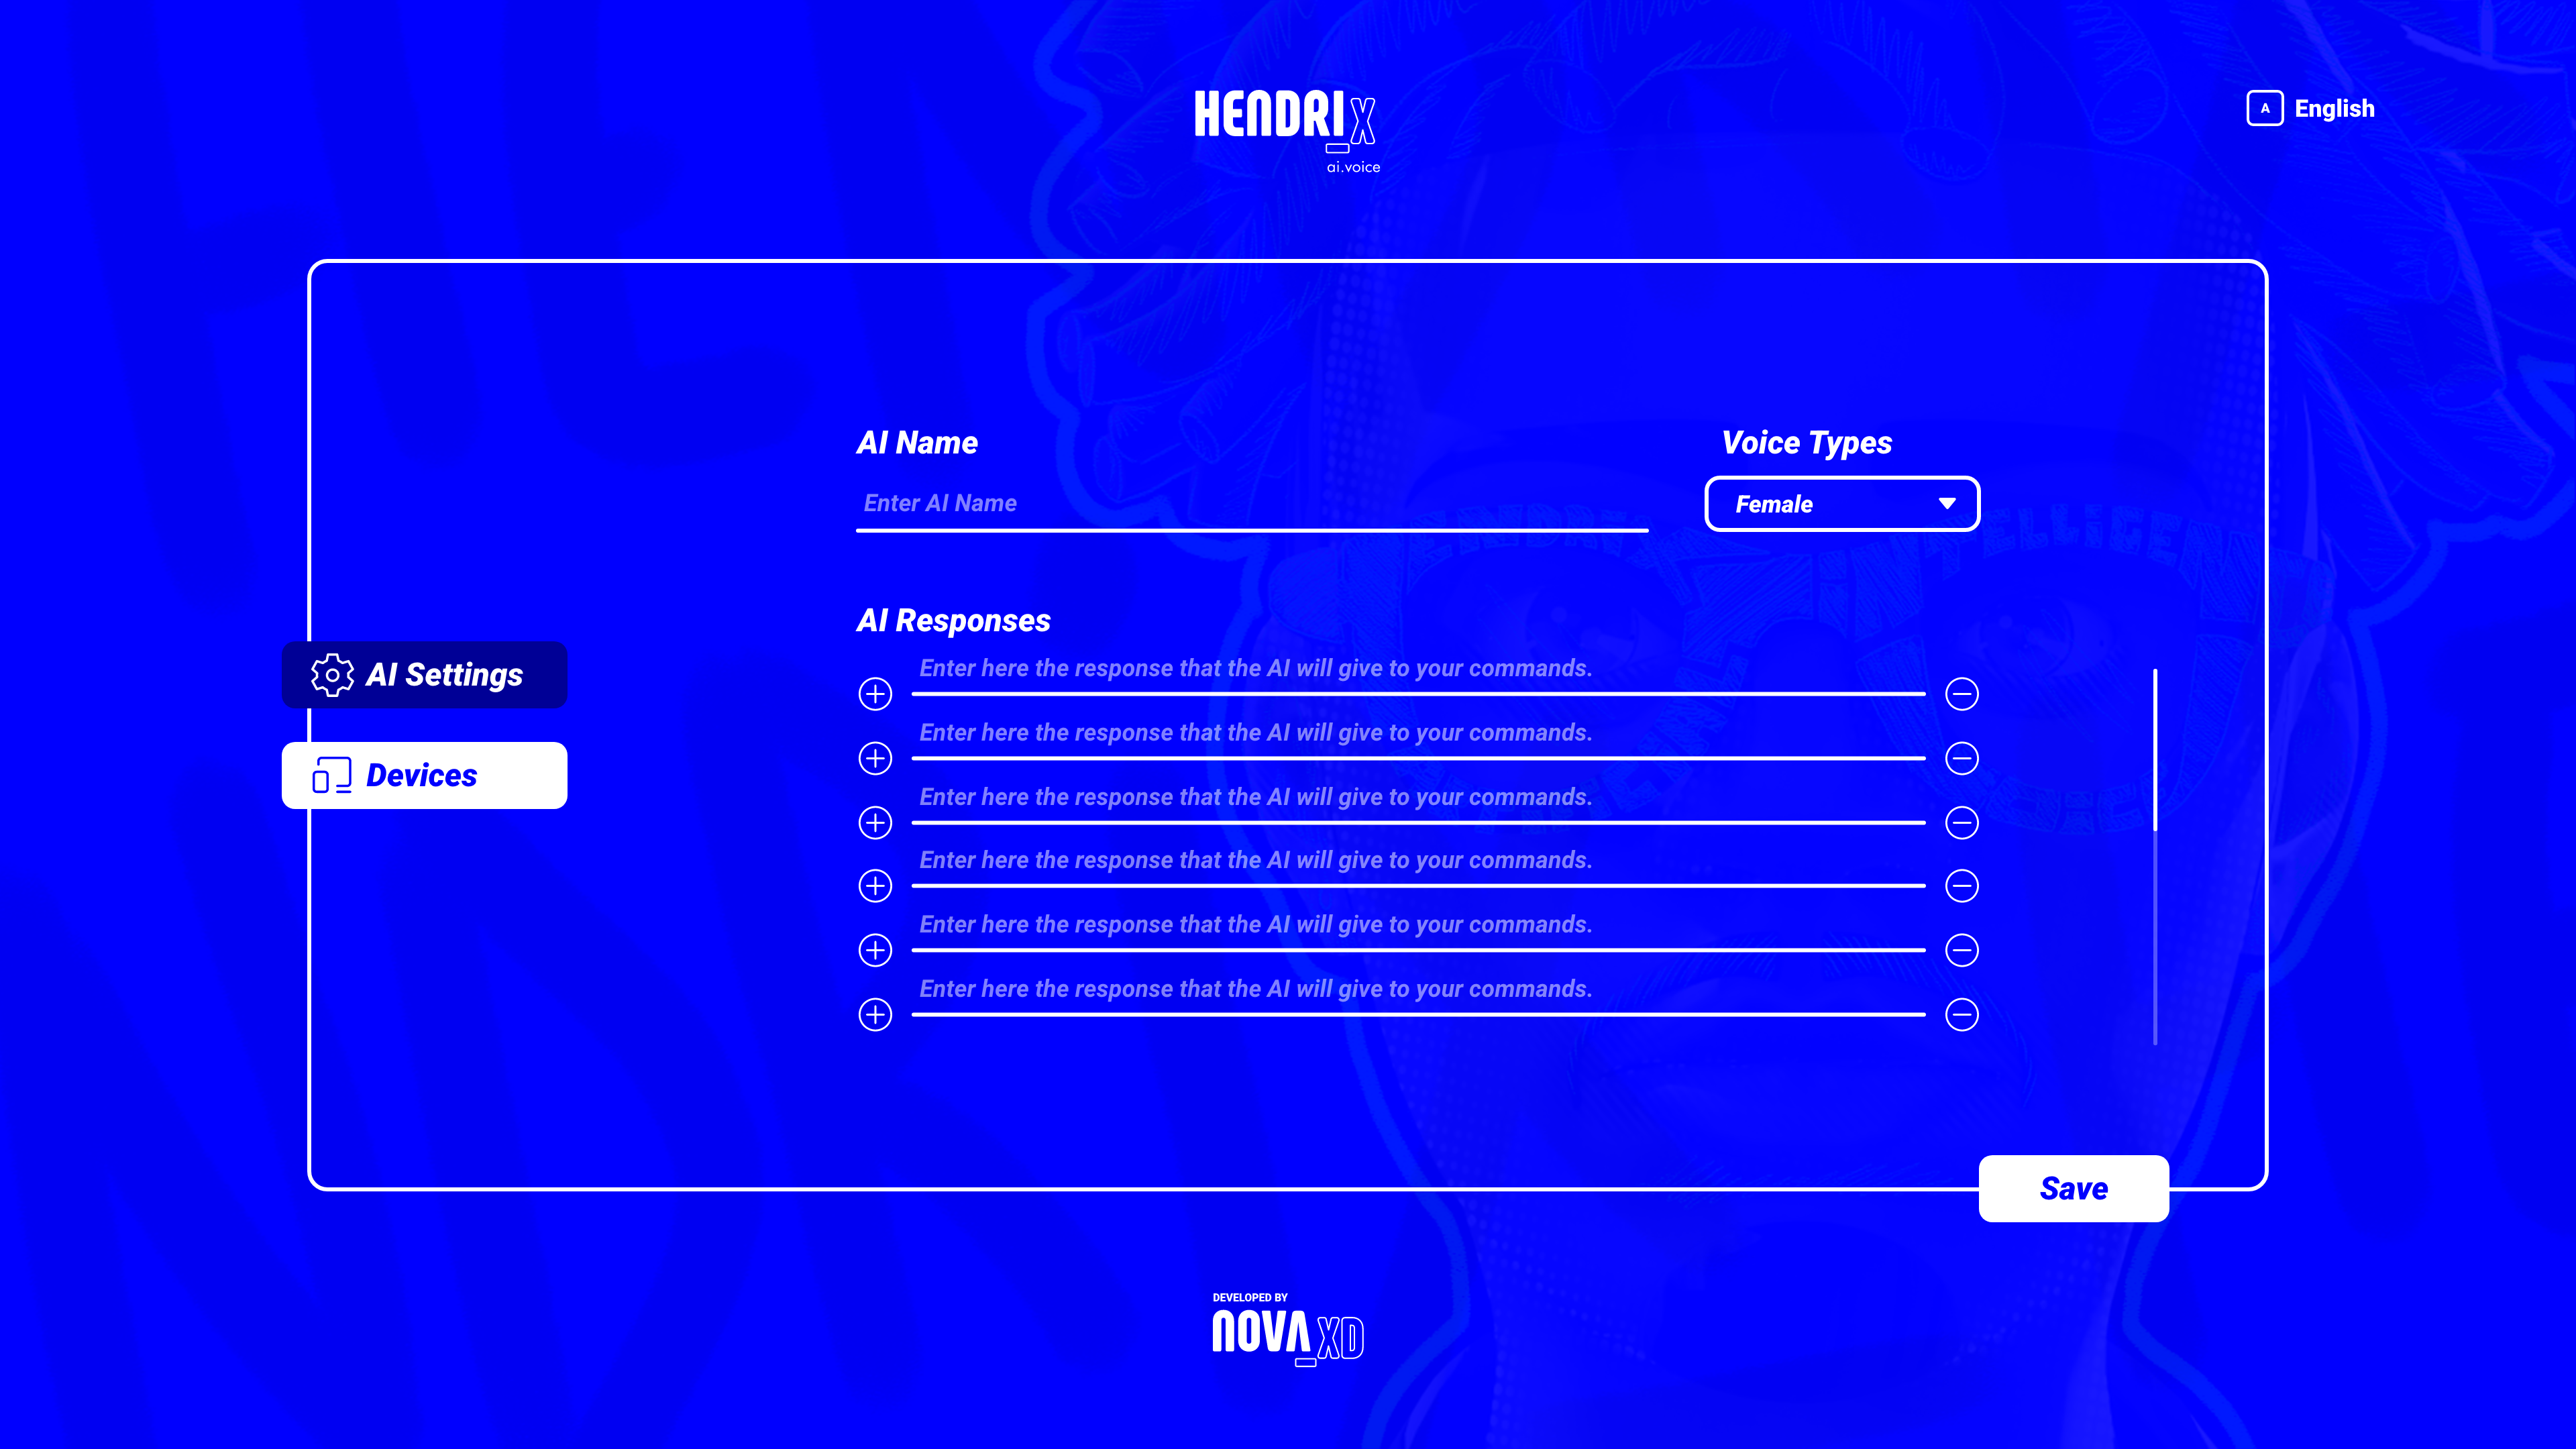 HENDRI_X
ai.voice
A English
AI Name
Voice Types
Enter AI Name
Female
AI Responses
Enter here the response that the AI will give to your commands.
Enter here the response that the AI will give to your commands.
Enter here the response that the AI will give to your commands.
Enter here the response that the AI will give to your commands.
Enter here the response that the AI will give to your commands.
Enter here the response that the AI will give to your commands.
AI Settings
Devices
Save
DEVELOPED BY
NOVA_XD